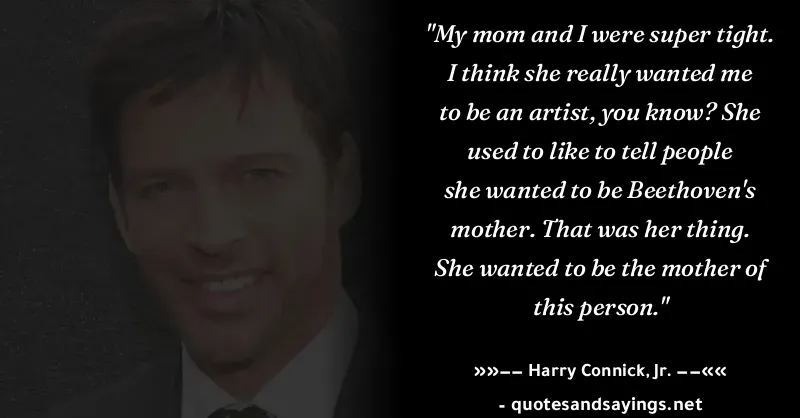 "My mom and I were super tight.
I think she really wanted me
to be an artist, you know? She
used to like to tell people
she wanted to be Beethoven's
mother. That was her thing.
She wanted to be the mother of
this person."
»»–– Harry Connick, Jr. ––««
- quotesandsayings.net